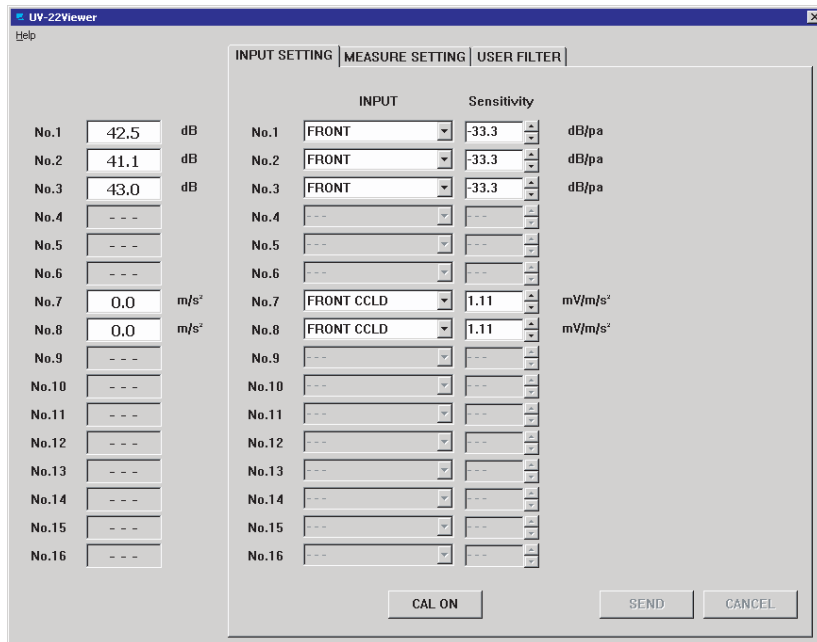 UV-22Viewer
Help
INPUT SETTING MEASURE SETTING USER FILTER
INPUT Sensitivity
No.1 42.5 dB No.1 FRONT -33.3 dB/pa
No.2 41.1 dB No.2 FRONT -33.3 dB/pa
No.3 43.0 dB No.3 FRONT -33.3 dB/pa
No.4 - - - No.4 - - - - - -
No.5 - - - No.5 - - - - - -
No.6 - - - No.6 - - - - - -
No.7 0.0 m/s² No.7 FRONT CCLD 1.11 mV/m/s²
No.8 0.0 m/s² No.8 FRONT CCLD 1.11 mV/m/s²
No.9 - - - No.9 - - - - - -
No.10 - - - No.10 - - - - - -
No.11 - - - No.11 - - - - - -
No.12 - - - No.12 - - - - - -
No.13 - - - No.13 - - - - - -
No.14 - - - No.14 - - - - - -
No.15 - - - No.15 - - - - - -
No.16 - - - No.16 - - - - - -
CAL ON SEND CANCEL